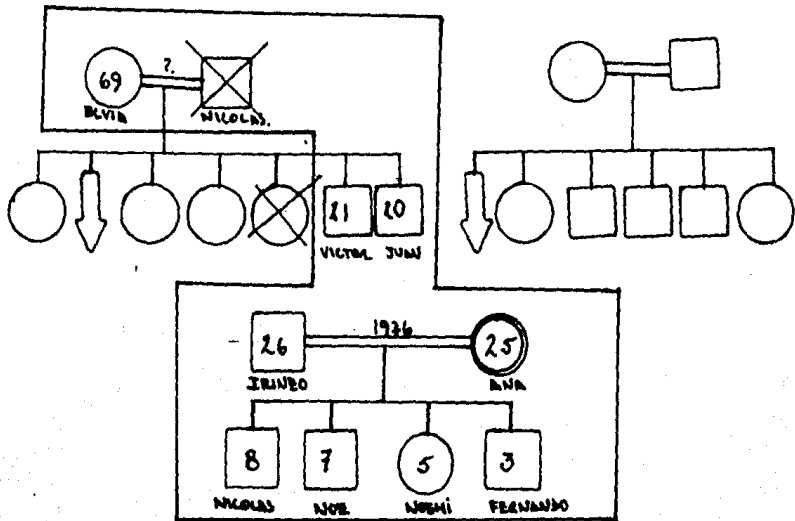 ?.
69
ELVIA NICOLAS.
21 20
VICTOR JUAN
1976
26 25
IRINEO ANA
8 7 5 3
NICOLAS NOE NOEMÍ FERNANDO